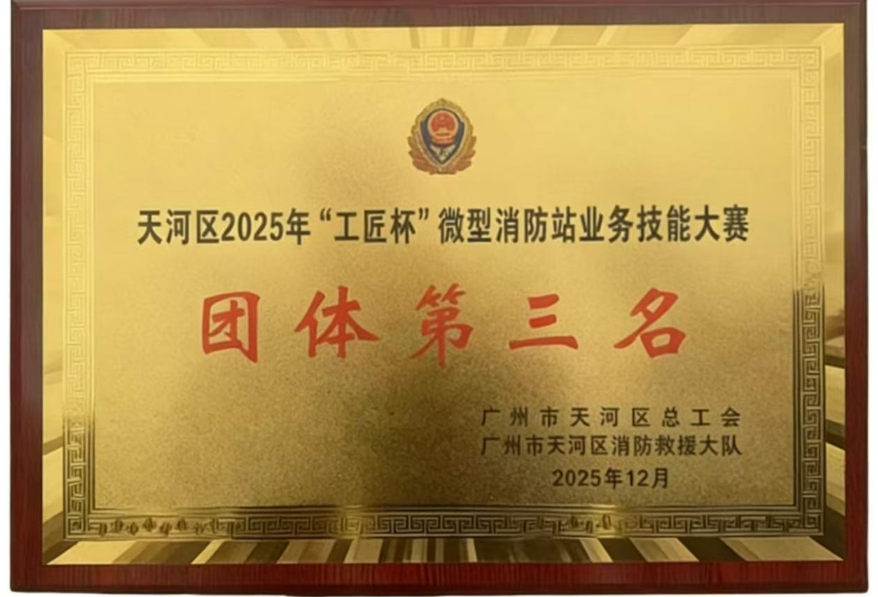 天河区2025年“工匠杯”微型消防站业务技能大赛
团体第三名
广州市天河区总工会
广州市天河区消防救援大队
2025年12月